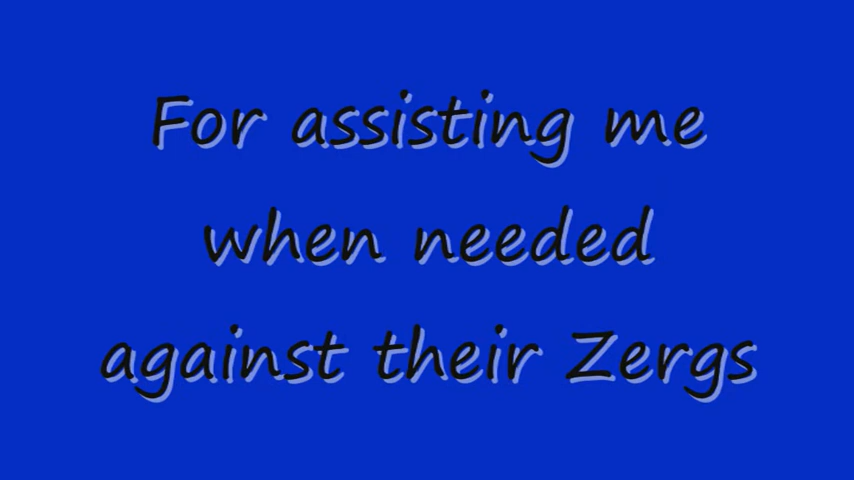 For assisting me
when needed
against their Zergs